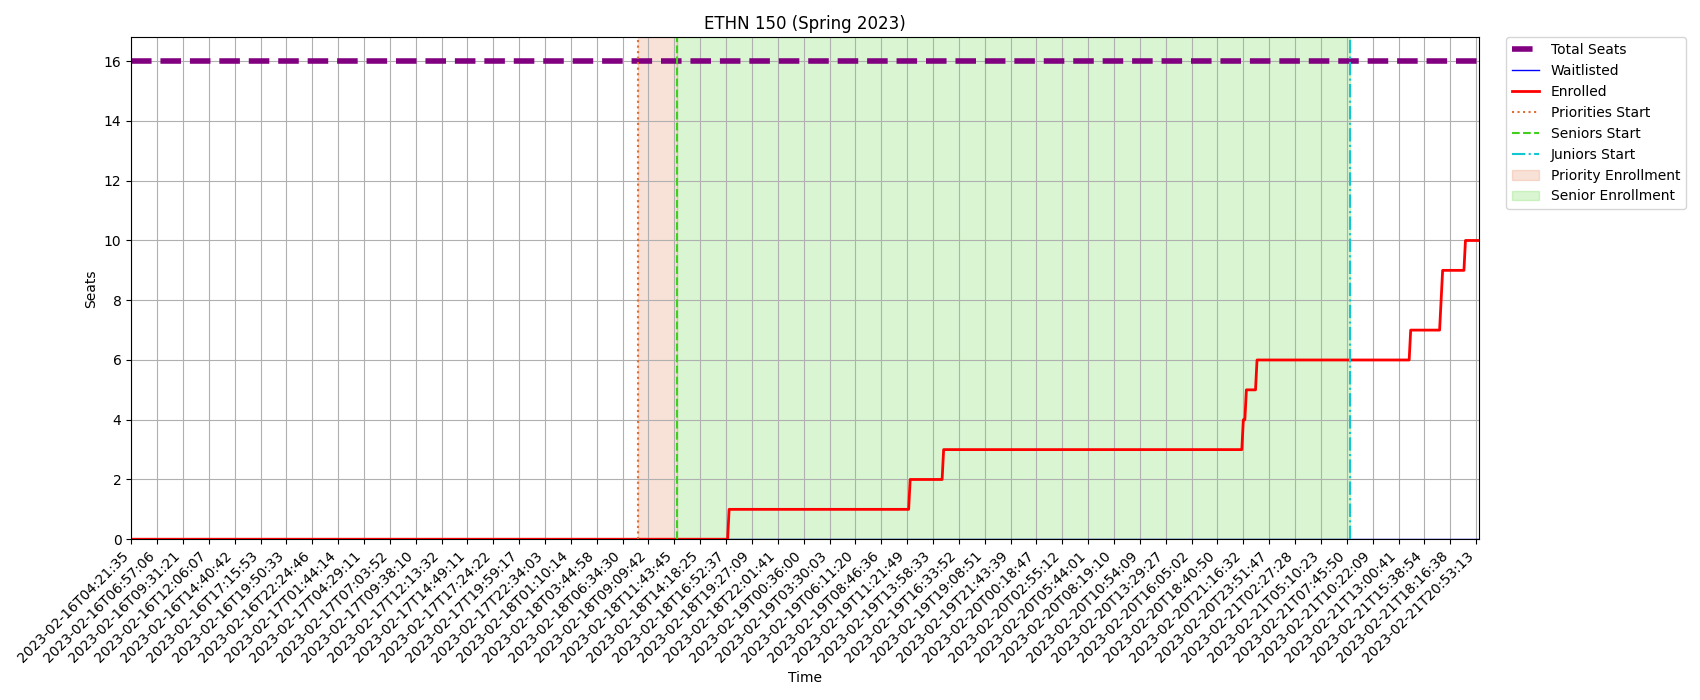 ETHN 150 (Spring 2023)
Seats
16
14
12
10
8
6
4
2
0
2023-02-16T04:21:35
2023-02-16T06:57:06
2023-02-16T09:31:21
2023-02-16T12:06:07
2023-02-16T14:40:42
2023-02-16T17:15:53
2023-02-16T19:50:33
2023-02-16T22:24:46
2023-02-17T01:44:14
2023-02-17T04:29:11
2023-02-17T07:03:52
2023-02-17T09:38:10
2023-02-17T12:13:32
2023-02-17T14:49:11
2023-02-17T17:24:22
2023-02-17T19:59:17
2023-02-17T22:34:03
2023-02-18T01:10:14
2023-02-18T03:44:58
2023-02-18T06:34:30
2023-02-18T09:09:42
2023-02-18T11:43:45
2023-02-18T14:18:25
2023-02-18T16:52:37
2023-02-18T19:27:09
2023-02-18T22:01:41
2023-02-19T00:36:00
2023-02-19T03:30:03
2023-02-19T06:11:20
2023-02-19T08:46:36
2023-02-19T11:21:49
2023-02-19T13:58:33
2023-02-19T16:33:52
2023-02-19T19:08:51
2023-02-19T21:43:39
2023-02-20T00:18:47
2023-02-20T02:55:12
2023-02-20T05:44:01
2023-02-20T08:19:10
2023-02-20T10:54:09
2023-02-20T13:29:27
2023-02-20T16:05:02
2023-02-20T18:40:50
2023-02-20T21:16:32
2023-02-20T23:51:47
2023-02-21T02:27:28
2023-02-21T05:10:23
2023-02-21T07:45:50
2023-02-21T10:22:09
2023-02-21T13:00:41
2023-02-21T15:38:54
2023-02-21T18:16:38
2023-02-21T20:53:13
Time
Total Seats
Waitlisted
Enrolled
Priorities Start
Seniors Start
Juniors Start
Priority Enrollment
Senior Enrollment